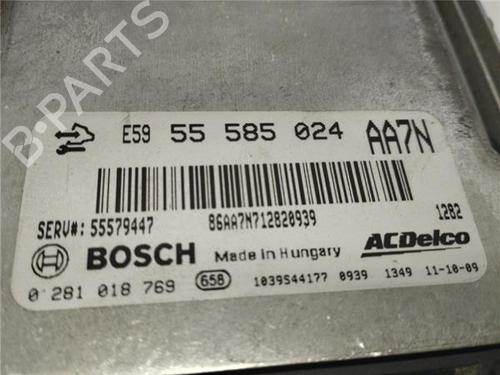 B-PARTS
E59 55 585 024 AA7N
SERV#: 55579447 86AA7N712820939 1282
BOSCH Made in Hungary ACDelco
0 281 018 769 658 1039S44177 0939 1349 11-10-09